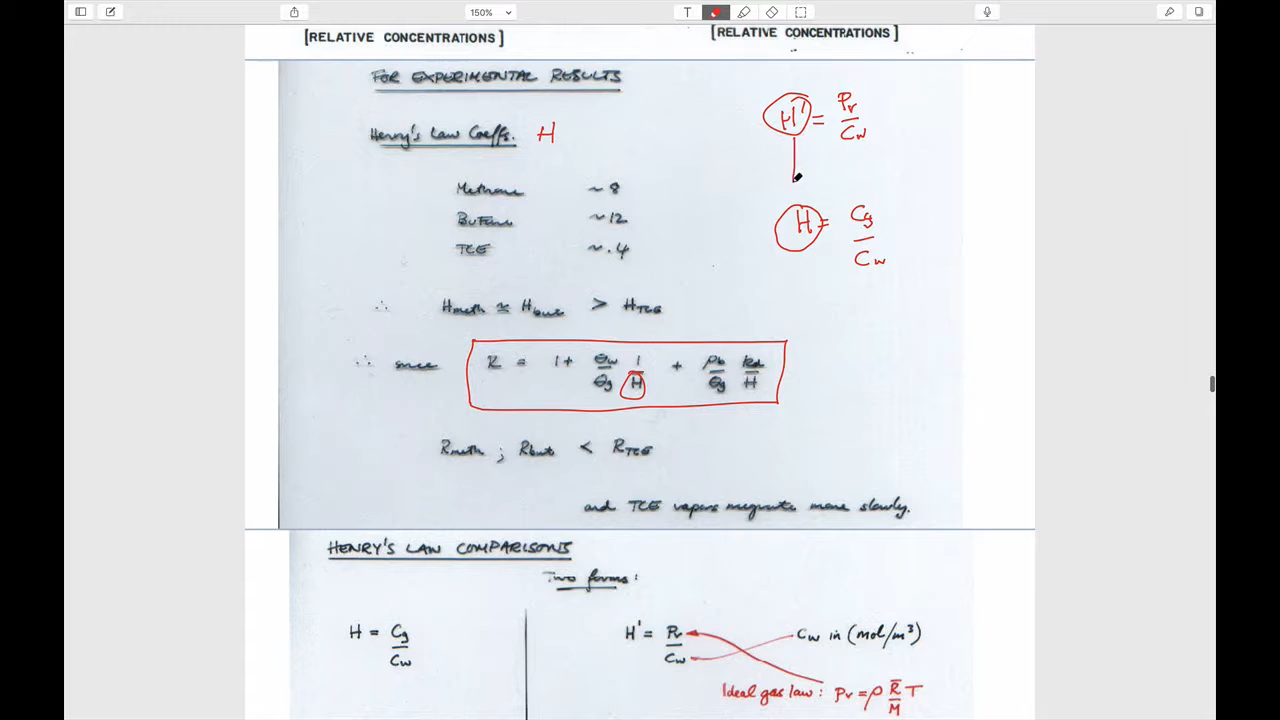 150%
T
[RELATIVE CONCENTRATIONS]
[RELATIVE CONCENTRATIONS]
FOR EXPERIMENTAL RESULTS
Henry's Law Coeffs. H
Methane ~8
Butane ~12
TCE ~.4
H' = Pv/Cw
H = Cg/Cw
∴ Hmeth ≈ Hbut > HTCE
∴ since R = 1 + θw/θg 1/H + ρb/θg kd/H
Rmeth ; Rbut < RTCE
and TCE vapors migrate more slowly.
HENRY'S LAW COMPARISONS
Two forms:
H = Cg/Cw
H' = Pv/Cw
Cw in (mol/m³)
Ideal gas law: Pv = ρ R̄/M T